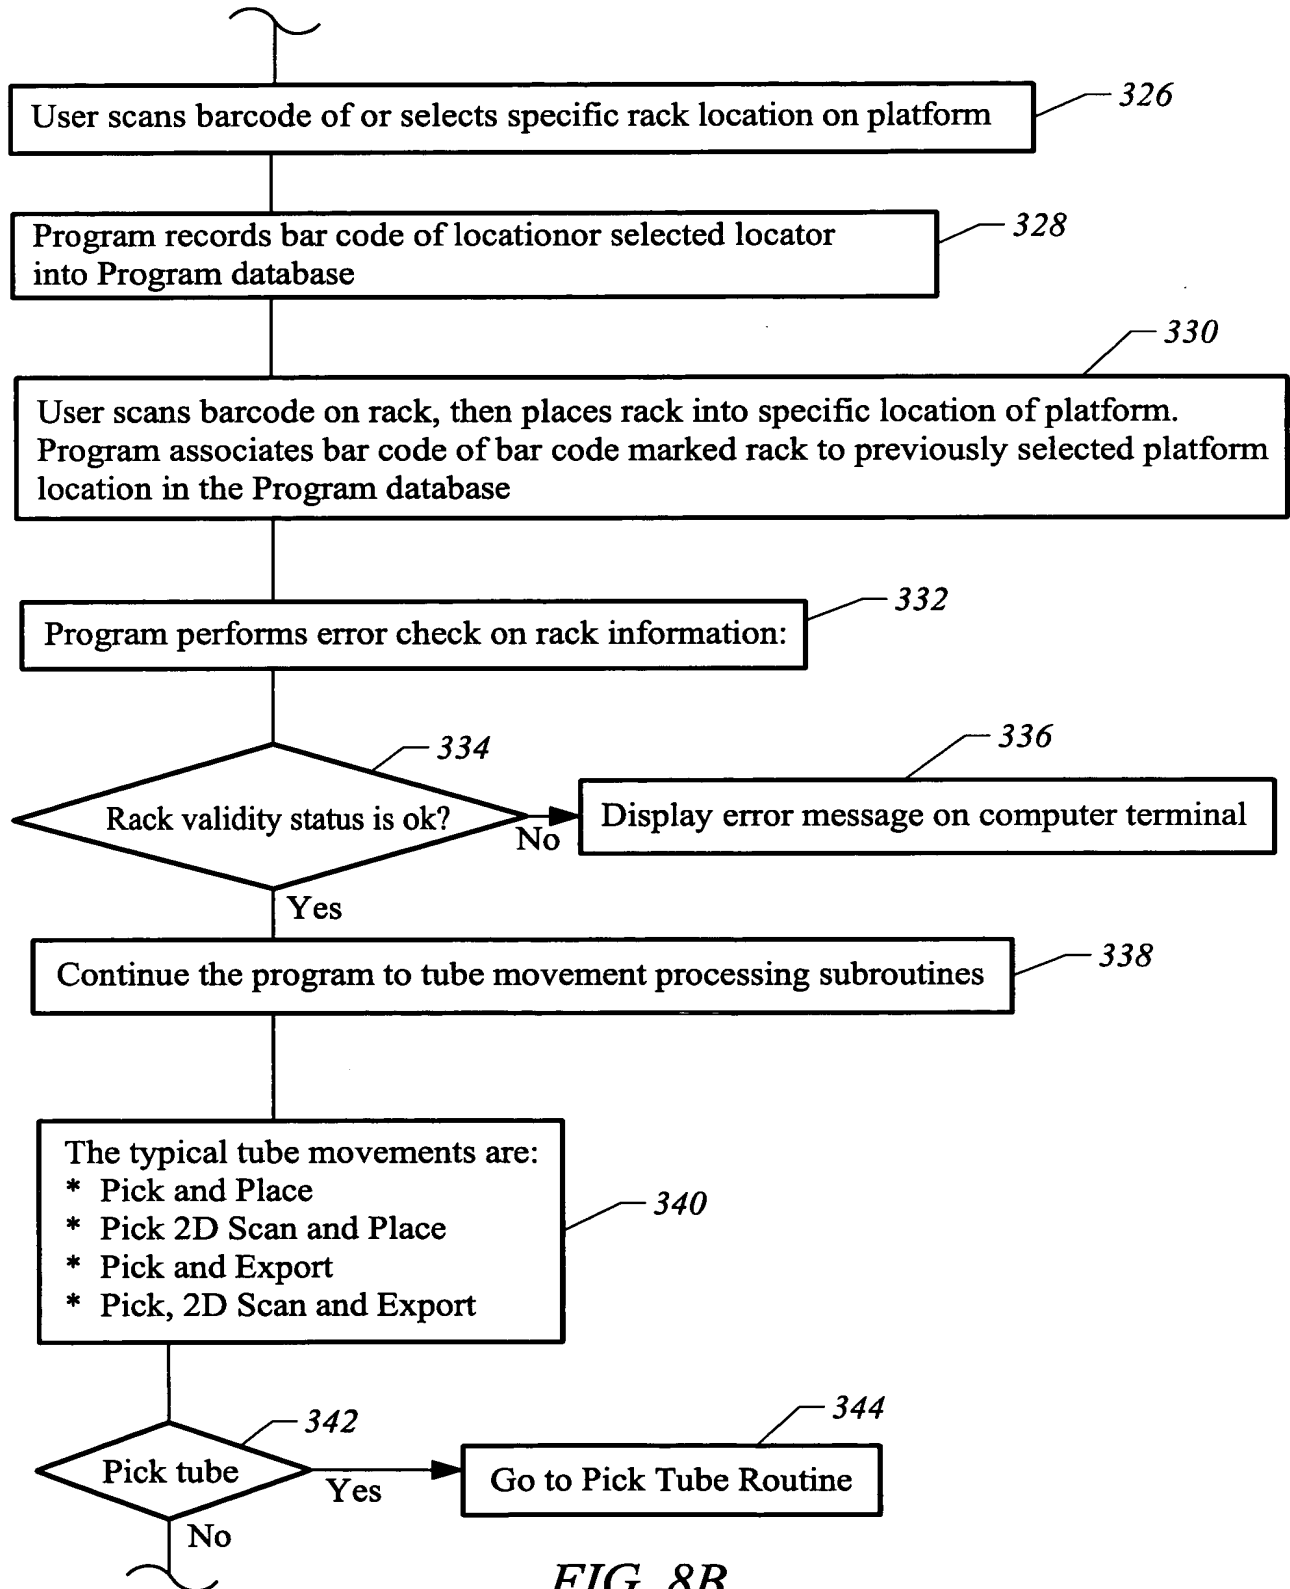 User scans barcode of or selects specific rack location on platform
326
Program records bar code of locationor selected locator
into Program database
328
330
User scans barcode on rack, then places rack into specific location of platform.
Program associates bar code of bar code marked rack to previously selected platform
location in the Program database
332
Program performs error check on rack information:
334
Rack validity status is ok?
No
336
Display error message on computer terminal
Yes
Continue the program to tube movement processing subroutines
338
The typical tube movements are:
* Pick and Place
* Pick 2D Scan and Place
* Pick and Export
* Pick, 2D Scan and Export
340
342
Pick tube
Yes
344
Go to Pick Tube Routine
No
FIG. 8B